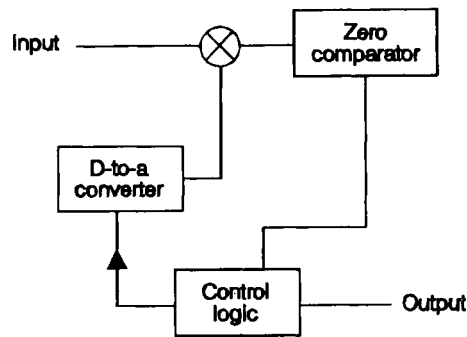 Input
Zero
comparator
D-to-a
converter
Control
logic
Output